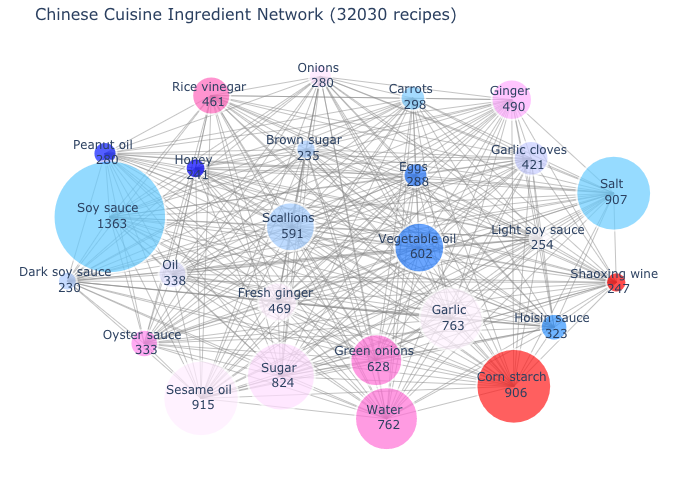 Chinese Cuisine Ingredient Network (32030 recipes)
Onions
280
Rice vinegar
461
Carrots
298
Ginger
490
Peanut oil
280
Honey
Brown sugar
235
Eggs
288
Garlic cloves
421
Salt
907
Soy sauce
1363
Scallions
591
Vegetable oil
602
Light soy sauce
254
Dark soy sauce
230
Oil
338
Shaoxing wine
247
Fresh ginger
469
Garlic
763
Hoisin sauce
323
Oyster sauce
333
Green onions
628
Sugar
824
Corn starch
906
Sesame oil
915
Water
762